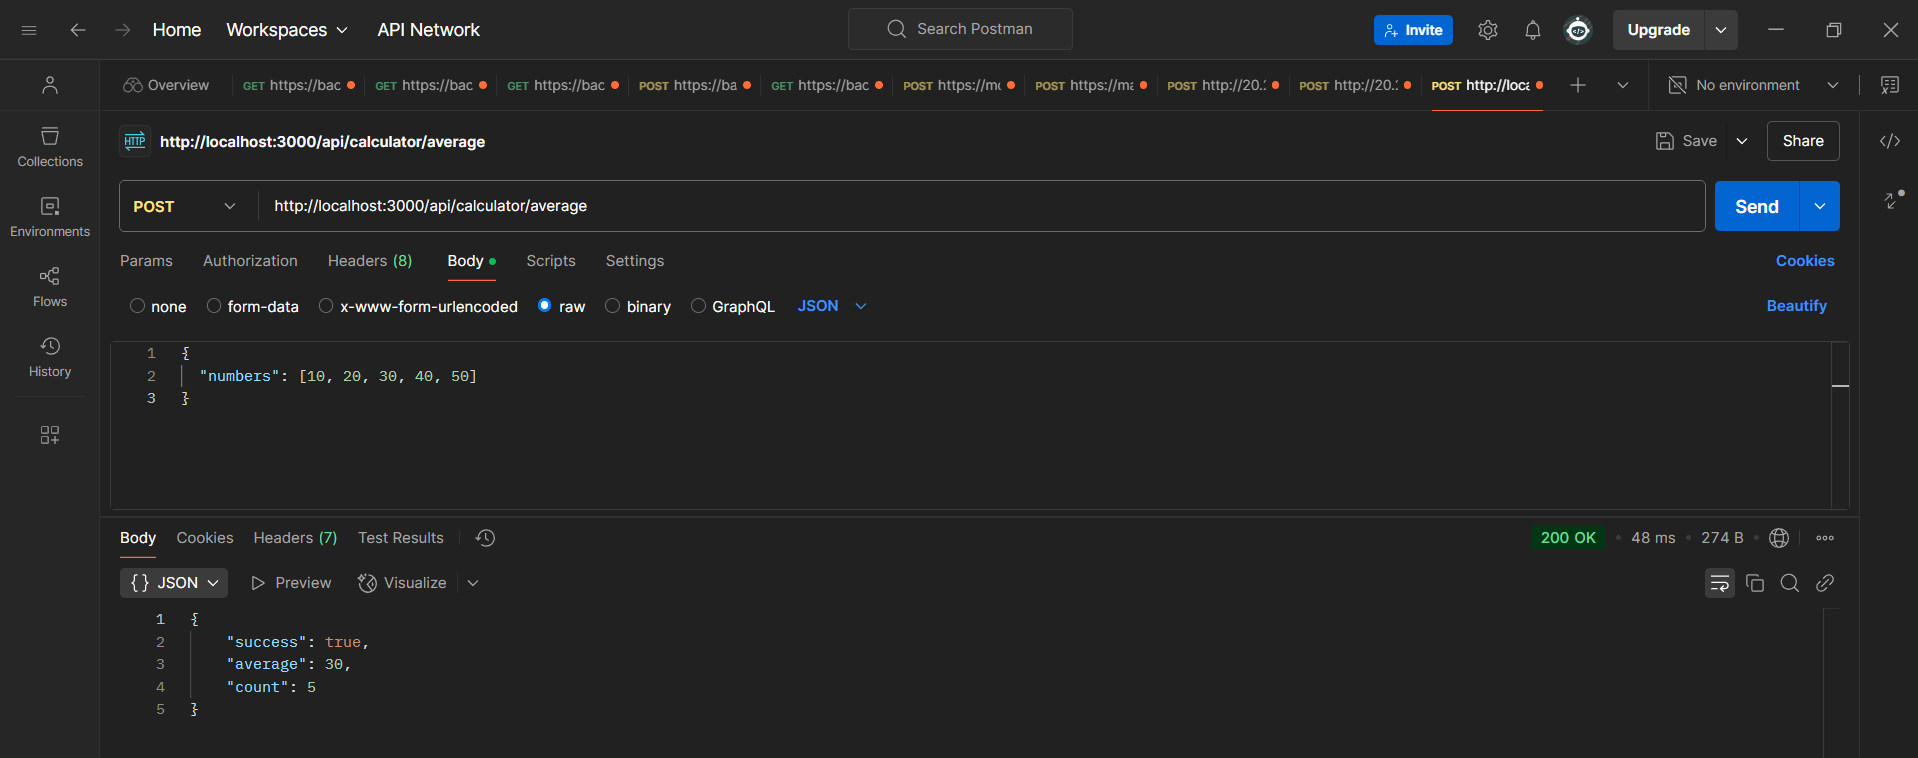 Home Workspaces API Network Search Postman Invite Upgrade
Overview GET https://bac GET https://bac GET https://bac POST https://ba GET https://bac POST https://mo POST https://ma POST http://20. POST http://20. POST http://loca No environment
Collections
Environments
Flows
History
HTTP http://localhost:3000/api/calculator/average Save Share
POST http://localhost:3000/api/calculator/average Send
Params Authorization Headers (8) Body Scripts Settings Cookies
none form-data x-www-form-urlencoded raw binary GraphQL JSON Beautify
1 {
2 "numbers": [10, 20, 30, 40, 50]
3 }
Body Cookies Headers (7) Test Results 200 OK 48 ms 274 B
{} JSON Preview Visualize
1 {
2 "success": true,
3 "average": 30,
4 "count": 5
5 }